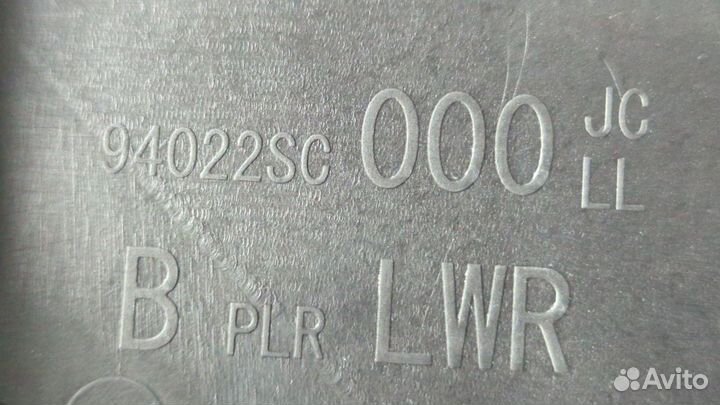 94022SC 000 JC
LL
B PLR LWR
Avito